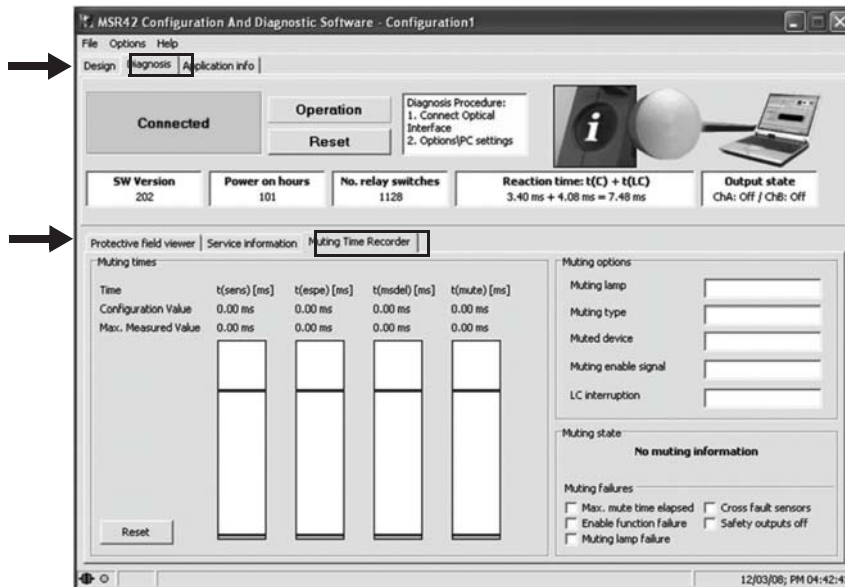 MSR42 Configuration And Diagnostic Software - Configuration1
File Options Help
Design Diagnosis Application info
Connected
Operation
Reset
Diagnosis Procedure:
1. Connect Optical
Interface
2. Options\PC settings
i
SW Version
202
Power on hours
101
No. relay switches
1128
Reaction time: t(C) + t(LC)
3.40 ms + 4.08 ms = 7.48 ms
Output state
ChA: Off / ChB: Off
Protective field viewer Service information Muting Time Recorder
Muting times
Time t(sens) [ms] t(espe) [ms] t(msdel) [ms] t(mute) [ms]
Configuration Value 0.00 ms 0.00 ms 0.00 ms 0.00 ms
Max. Measured Value 0.00 ms 0.00 ms 0.00 ms 0.00 ms
Reset
Muting options
Muting lamp
Muting type
Muted device
Muting enable signal
LC interruption
Muting state
No muting information
Muting failures
Max. mute time elapsed Cross fault sensors
Enable function failure Safety outputs off
Muting lamp failure
12/03/08; PM 04:42:4